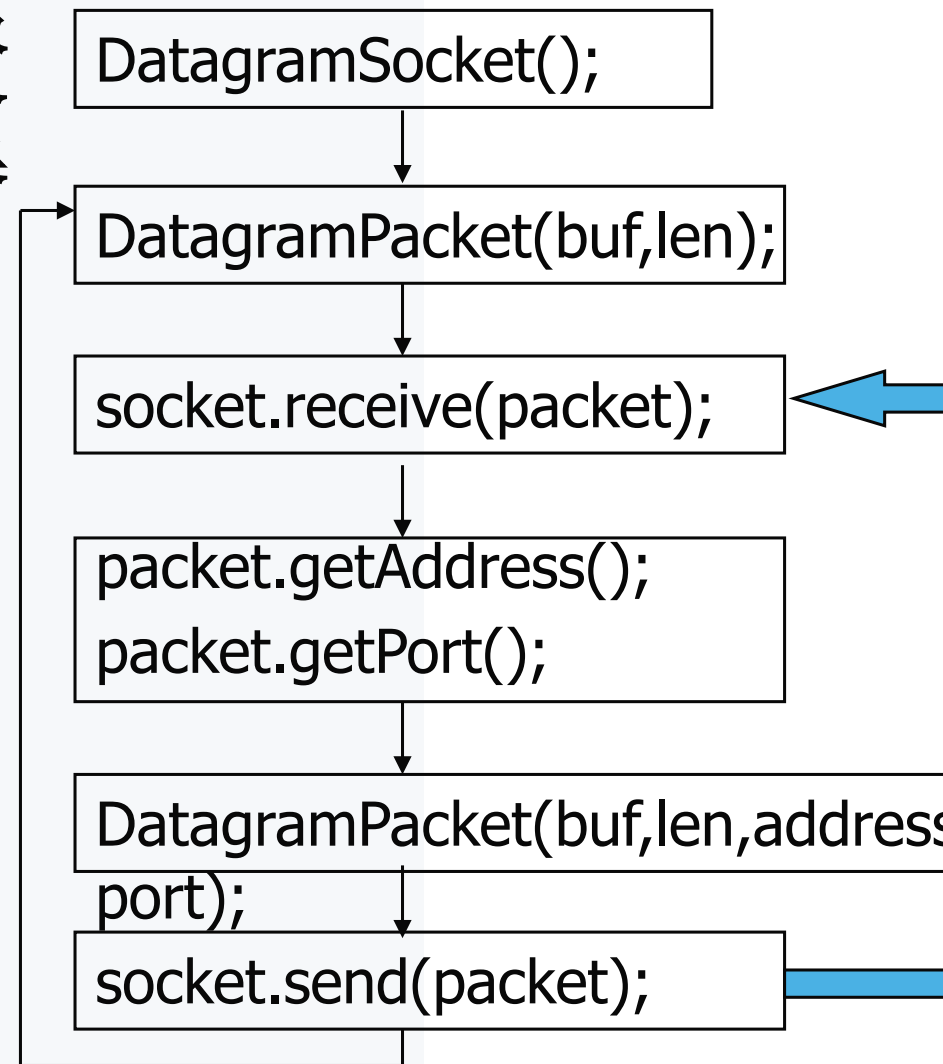 DatagramSocket();
DatagramPacket(buf,len);
socket.receive(packet);
packet.getAddress();
packet.getPort();
DatagramPacket(buf,len,address
port);
socket.send(packet);